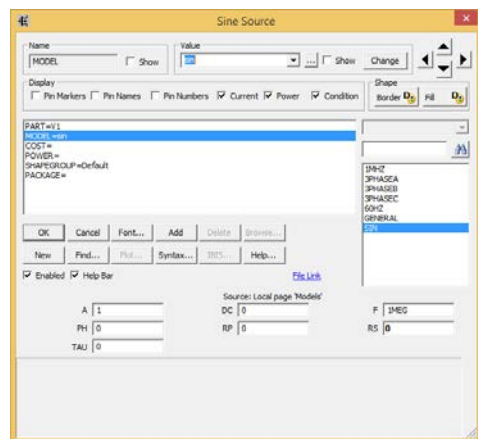 Sine Source
Name
MODEL
Show
Value
sin
...
Show
Change
Display
Pin Markers
Pin Names
Pin Numbers
Current
Power
Condition
Shape
Border
Fill
PART=V1
MODEL=sin
COST=
POWER=
SHAPEGROUP=Default
PACKAGE=
1MHZ
3PHASEA
3PHASEB
3PHASEC
60HZ
GENERAL
SIN
OK
Cancel
Font...
Add
Delete
Browse...
New
Find...
Plot...
Syntax...
IBIS...
Help...
Enabled
Help Bar
File Link
Source: Local page 'Models'
A 1
DC 0
F 1MEG
PH 0
RP 0
RS 0
TAU 0